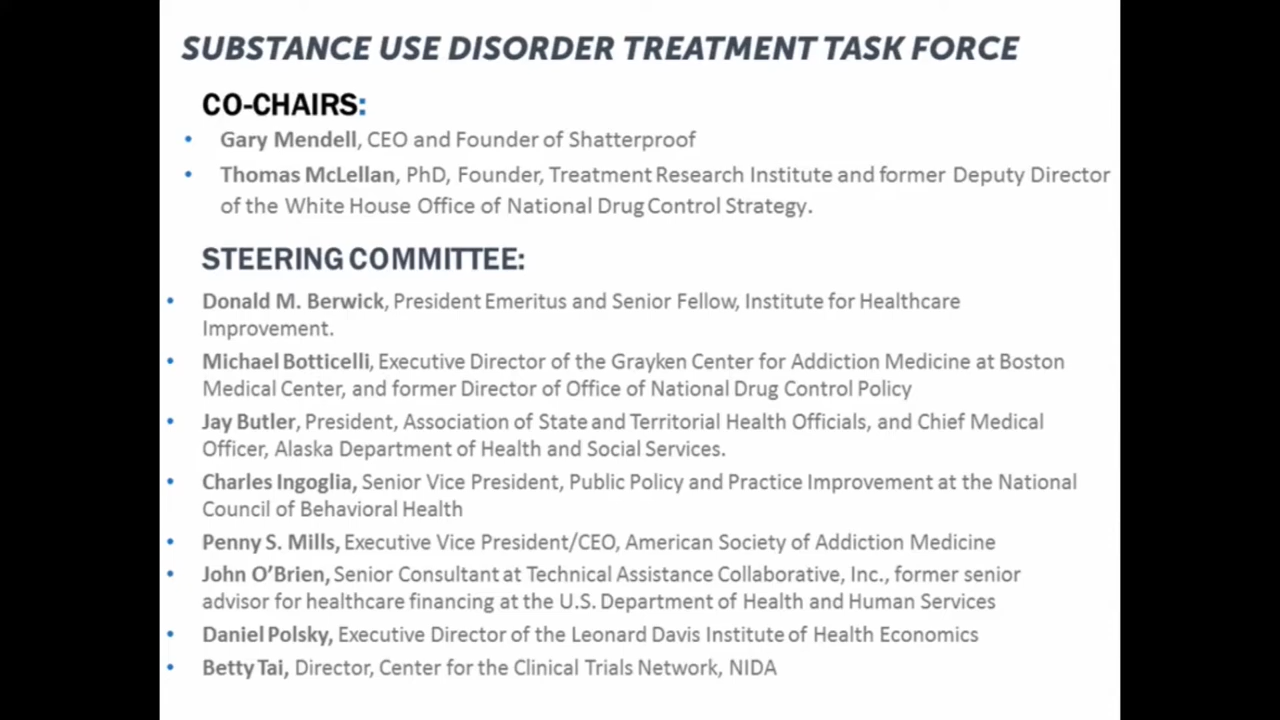 SUBSTANCE USE DISORDER TREATMENT TASK FORCE
CO-CHAIRS:
• Gary Mendell, CEO and Founder of Shatterproof
• Thomas McLellan, PhD, Founder, Treatment Research Institute and former Deputy Director
of the White House Office of National Drug Control Strategy.
STEERING COMMITTEE:
• Donald M. Berwick, President Emeritus and Senior Fellow, Institute for Healthcare
Improvement.
• Michael Botticelli, Executive Director of the Grayken Center for Addiction Medicine at Boston
Medical Center, and former Director of Office of National Drug Control Policy
• Jay Butler, President, Association of State and Territorial Health Officials, and Chief Medical
Officer, Alaska Department of Health and Social Services.
• Charles Ingoglia, Senior Vice President, Public Policy and Practice Improvement at the National
Council of Behavioral Health
• Penny S. Mills, Executive Vice President/CEO, American Society of Addiction Medicine
• John O’Brien, Senior Consultant at Technical Assistance Collaborative, Inc., former senior
advisor for healthcare financing at the U.S. Department of Health and Human Services
• Daniel Polsky, Executive Director of the Leonard Davis Institute of Health Economics
• Betty Tai, Director, Center for the Clinical Trials Network, NIDA